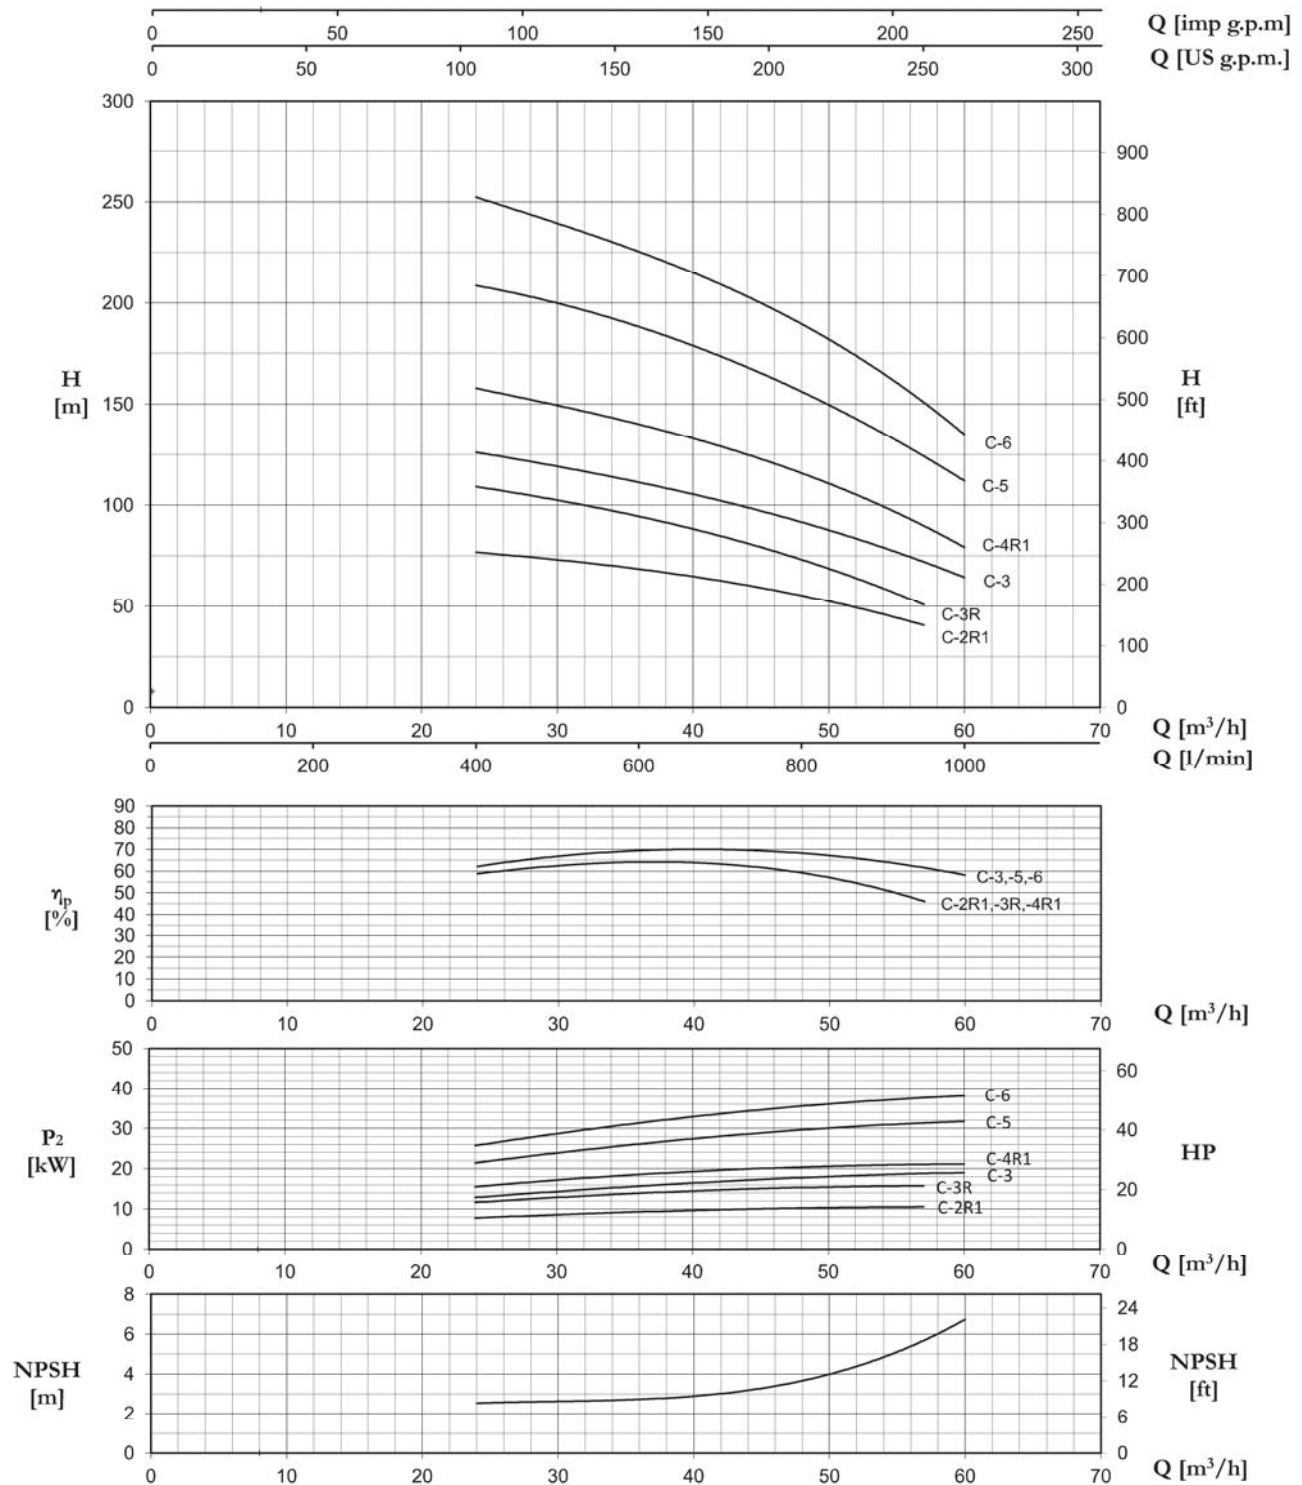 0 50 100 150 200 250 Q [imp g.p.m]
0 50 100 150 200 250 300 Q [US g.p.m.]
300
900
250
800
700
200
600
H
[m]
150
500
H
[ft]
C-6
400
C-5
100
300
C-4R1
C-3
200
50
C-3R
C-2R1
100
0
0
0 10 20 30 40 50 60 70 Q [m³/h]
0 200 400 600 800 1000 Q [l/min]
90
80
70
60
50
40
30
20
10
0
ηp
[%]
C-3,-5,-6
C-2R1,-3R,-4R1
0 10 20 30 40 50 60 70 Q [m³/h]
50
40
30
20
10
0
P2
[kW]
C-6
C-5
C-4R1
C-3
C-3R
C-2R1
60
40
20
0
HP
0 10 20 30 40 50 60 70 Q [m³/h]
8
6
4
2
0
NPSH
[m]
24
18
12
6
0
NPSH
[ft]
0 10 20 30 40 50 60 70 Q [m³/h]